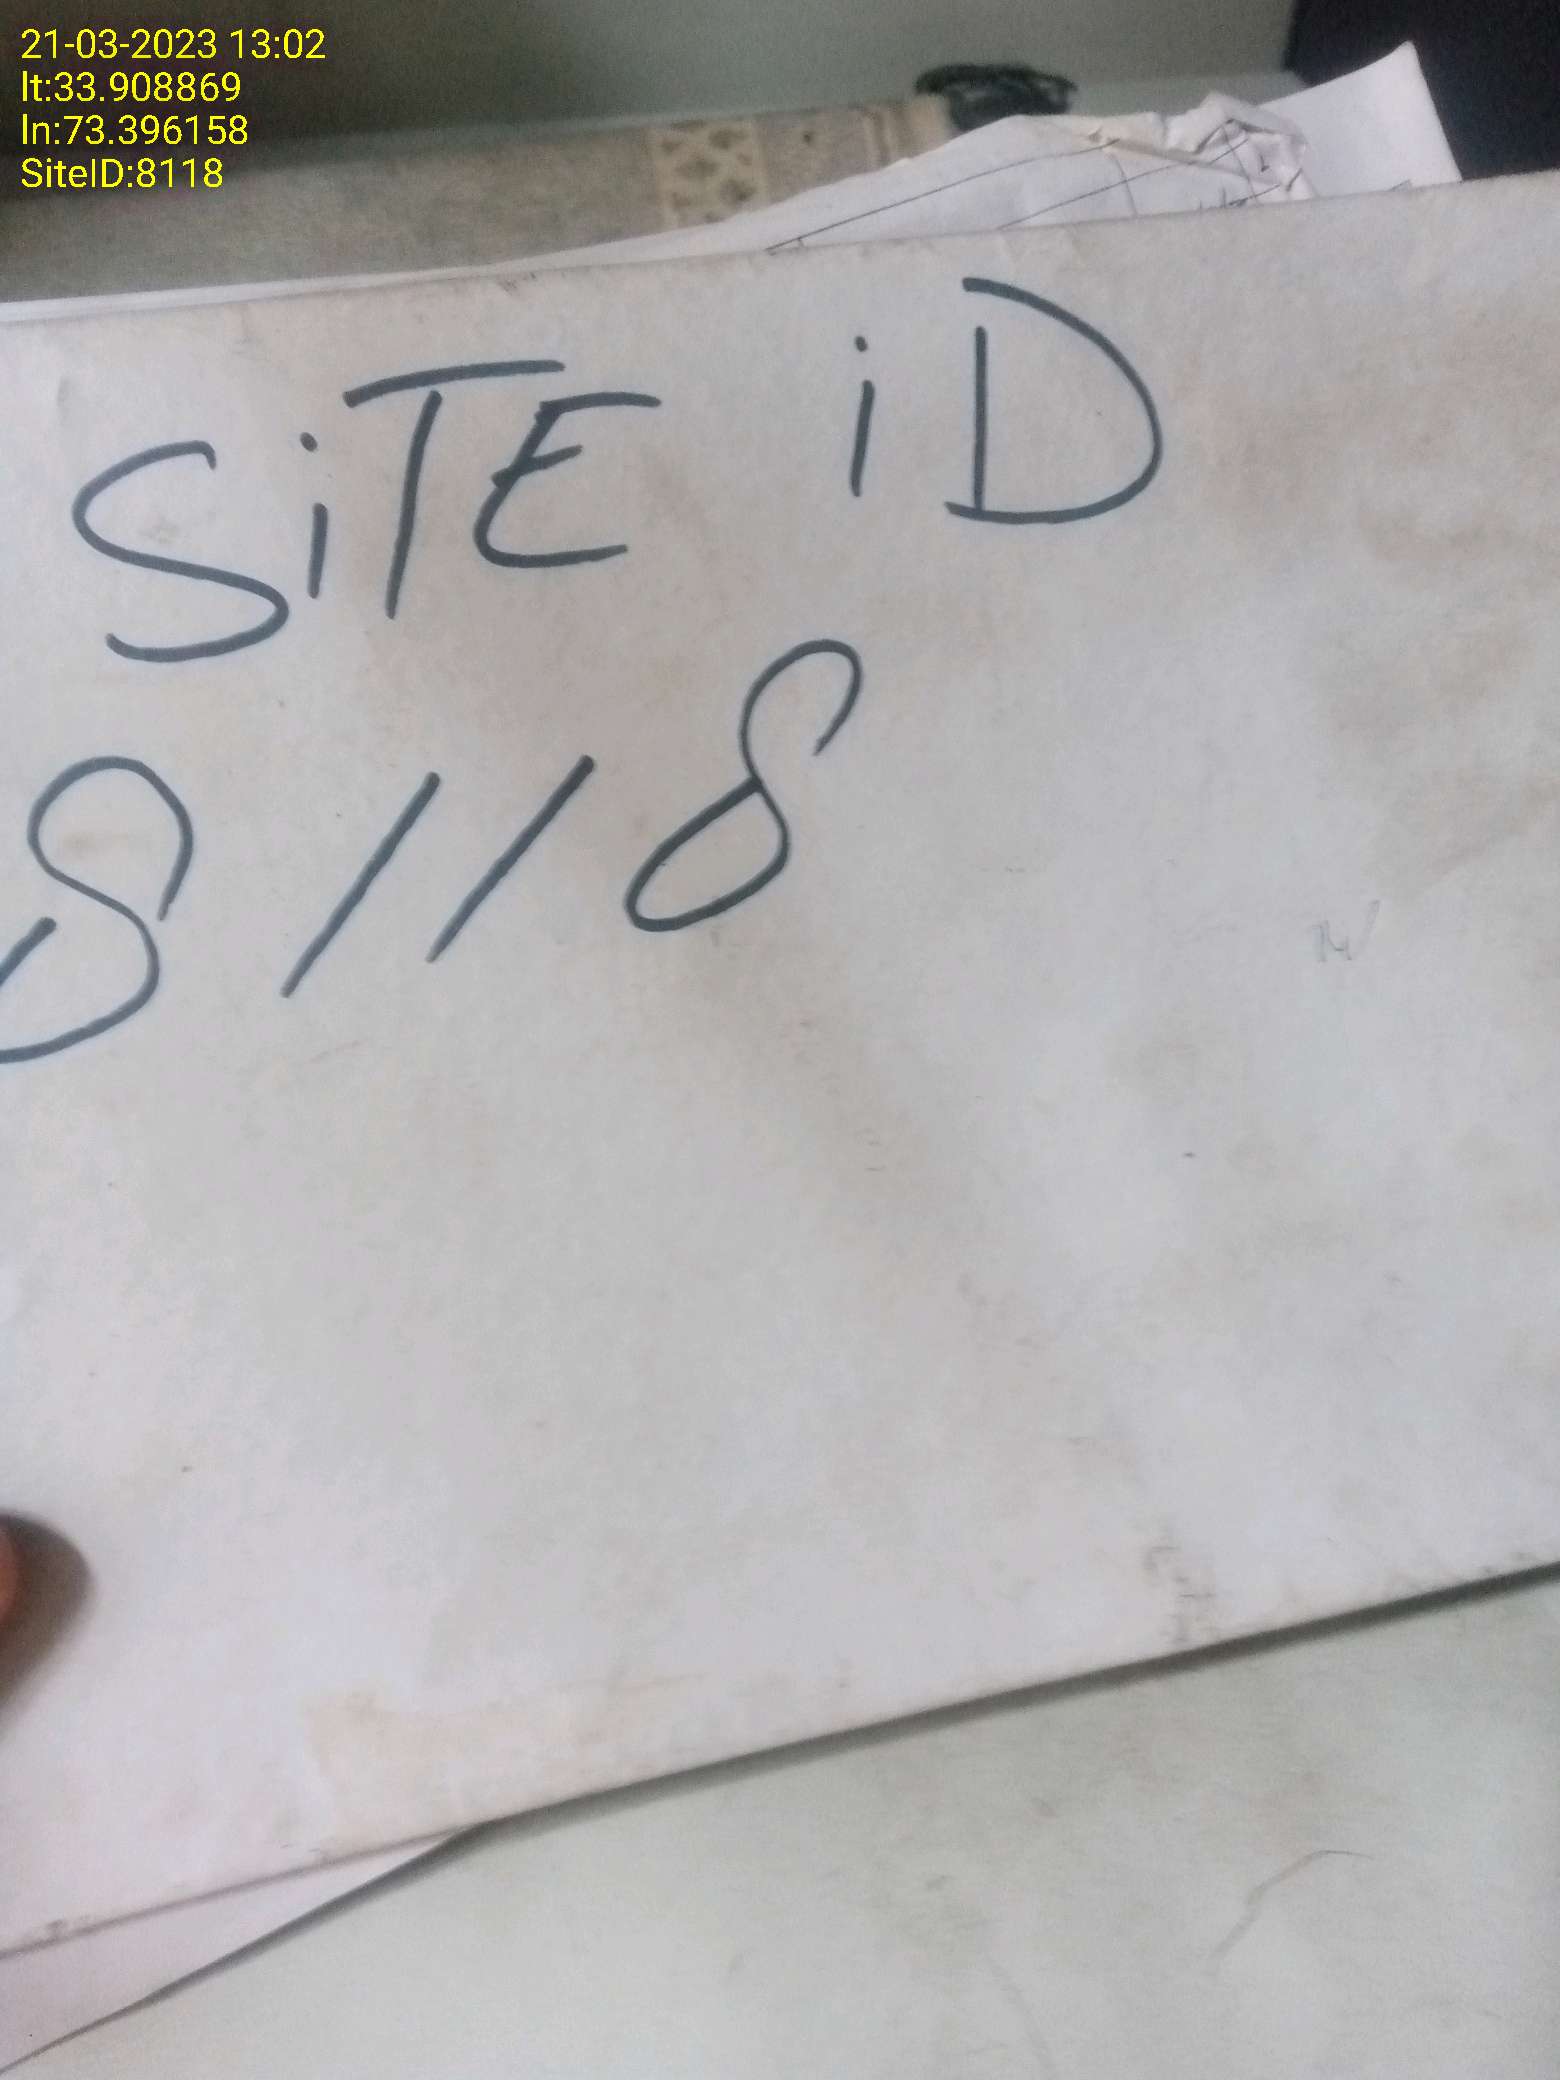 21-03-2023 13:02
lt:33.908869
ln:73.396158
SiteID:8118
SiTE iD
8118